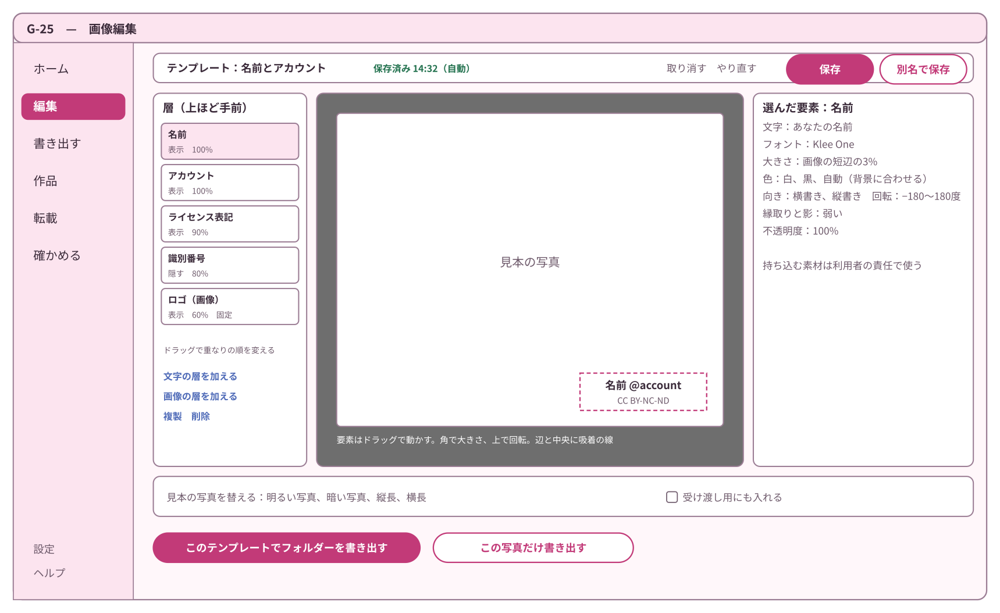 G-25 — 画像編集
ホーム
編集
書き出す
作品
転載
確かめる
設定
ヘルプ
テンプレート：名前とアカウント 保存済み 14:32（自動） 取り消す やり直す 保存 別名で保存
層（上ほど手前）
名前
表示 100%
アカウント
表示 100%
ライセンス表記
表示 90%
識別番号
隠す 80%
ロゴ（画像）
表示 60% 固定
ドラッグで重なりの順を変える
文字の層を加える
画像の層を加える
複製 削除
見本の写真
名前 @account
CC BY-NC-ND
要素はドラッグで動かす。角で大きさ、上で回転。辺と中央に吸着の線
選んだ要素：名前
文字：あなたの名前
フォント：Klee One
大きさ：画像の短辺の3%
色：白、黒、自動（背景に合わせる）
向き：横書き、縦書き 回転：−180〜180度
縁取りと影：弱い
不透明度：100%
持ち込む素材は利用者の責任で使う
見本の写真を替える：明るい写真、暗い写真、縦長、横長 受け渡し用にも入れる
このテンプレートでフォルダーを書き出す この写真だけ書き出す